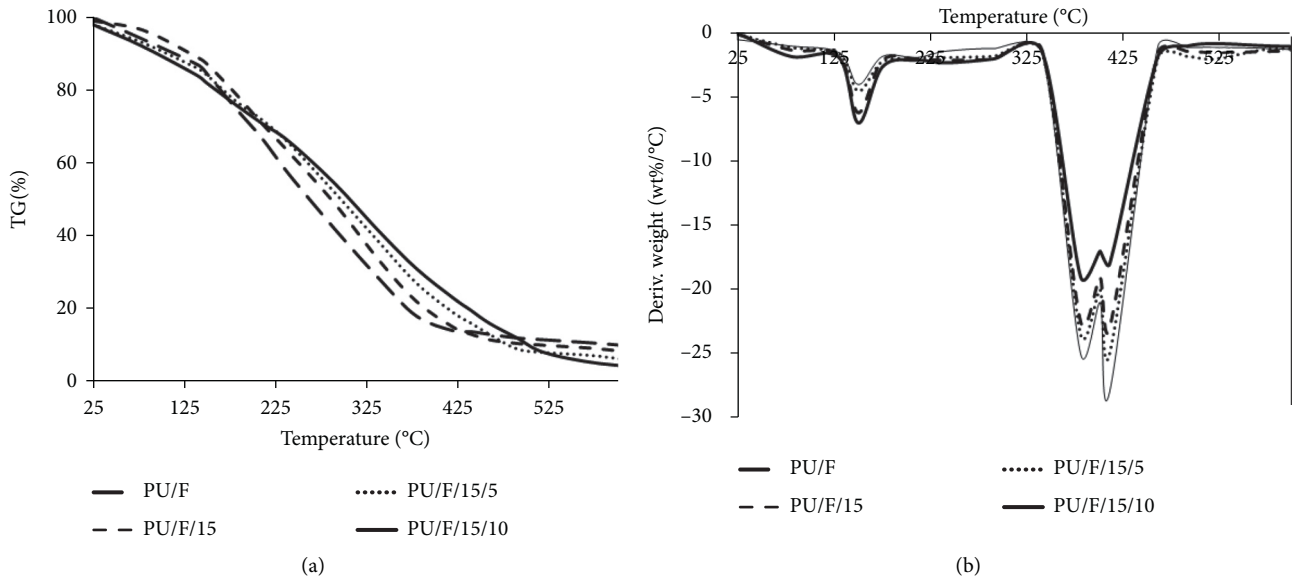 100
80
60
40
20
0
TG(%)
25 125 225 325 425 525
Temperature (°C)
PU/F
PU/F/15/5
PU/F/15
PU/F/15/10
(a)
Temperature (°C)
0
25 125 225 325 425 525
–5
–10
–15
–20
–25
–30
Deriv. weight (wt%/°C)
PU/F
PU/F/15/5
PU/F/15
PU/F/15/10
(b)